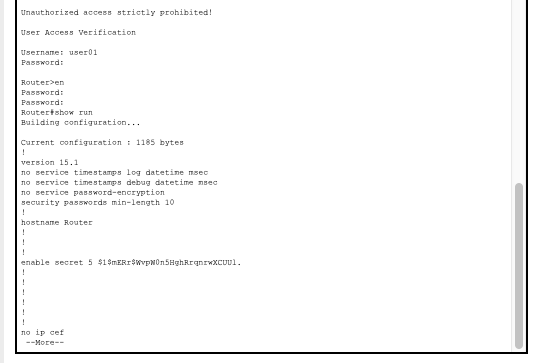 Unauthorized access strictly prohibited!
User Access Verification
Username: user01
Password:
Router>en
Password:
Password:
Router#show run
Building configuration...
Current configuration : 1185 bytes
!
version 15.1
no service timestamps log datetime msec
no service timestamps debug datetime msec
no service password-encryption
security passwords min-length 10
!
hostname Router
!
!
!
enable secret 5 $1$mERr$WvpW0n5HghRrqnrwXCUUl.
!
!
!
!
!
!
no ip cef
--More--